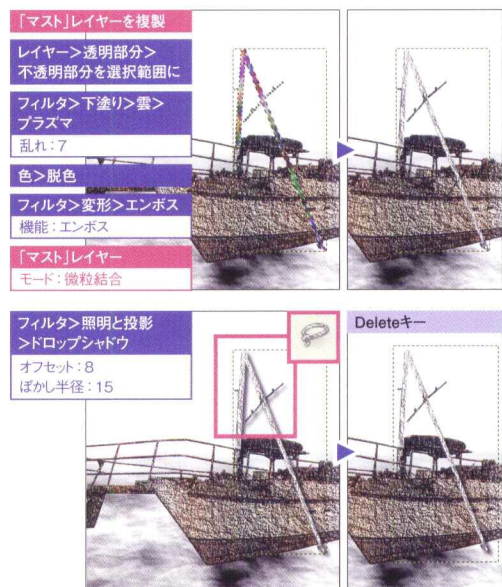 「マスト」レイヤーを複製
レイヤー>透明部分>
不透明部分を選択範囲に
フィルタ>下塗り>雲>
プラズマ
乱れ：7
色>脱色
フィルタ>変形>エンボス
機能：エンボス
「マスト」レイヤー
モード：微粒結合
フィルタ>照明と投影
>ドロップシャドウ
オフセット：8
ぼかし半径：15
Deleteキー